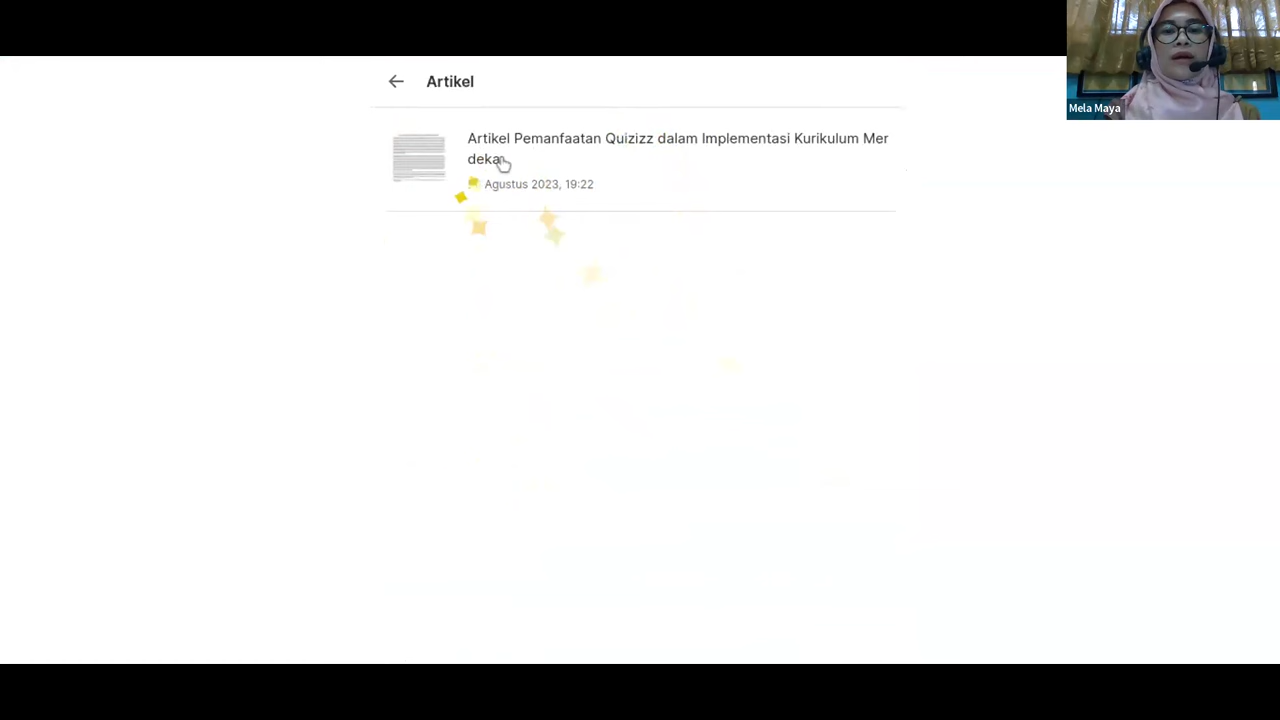 Artikel
Mela Maya
Artikel Pemanfaatan Quizizz dalam Implementasi Kurikulum Mer
deka
Agustus 2023, 19:22